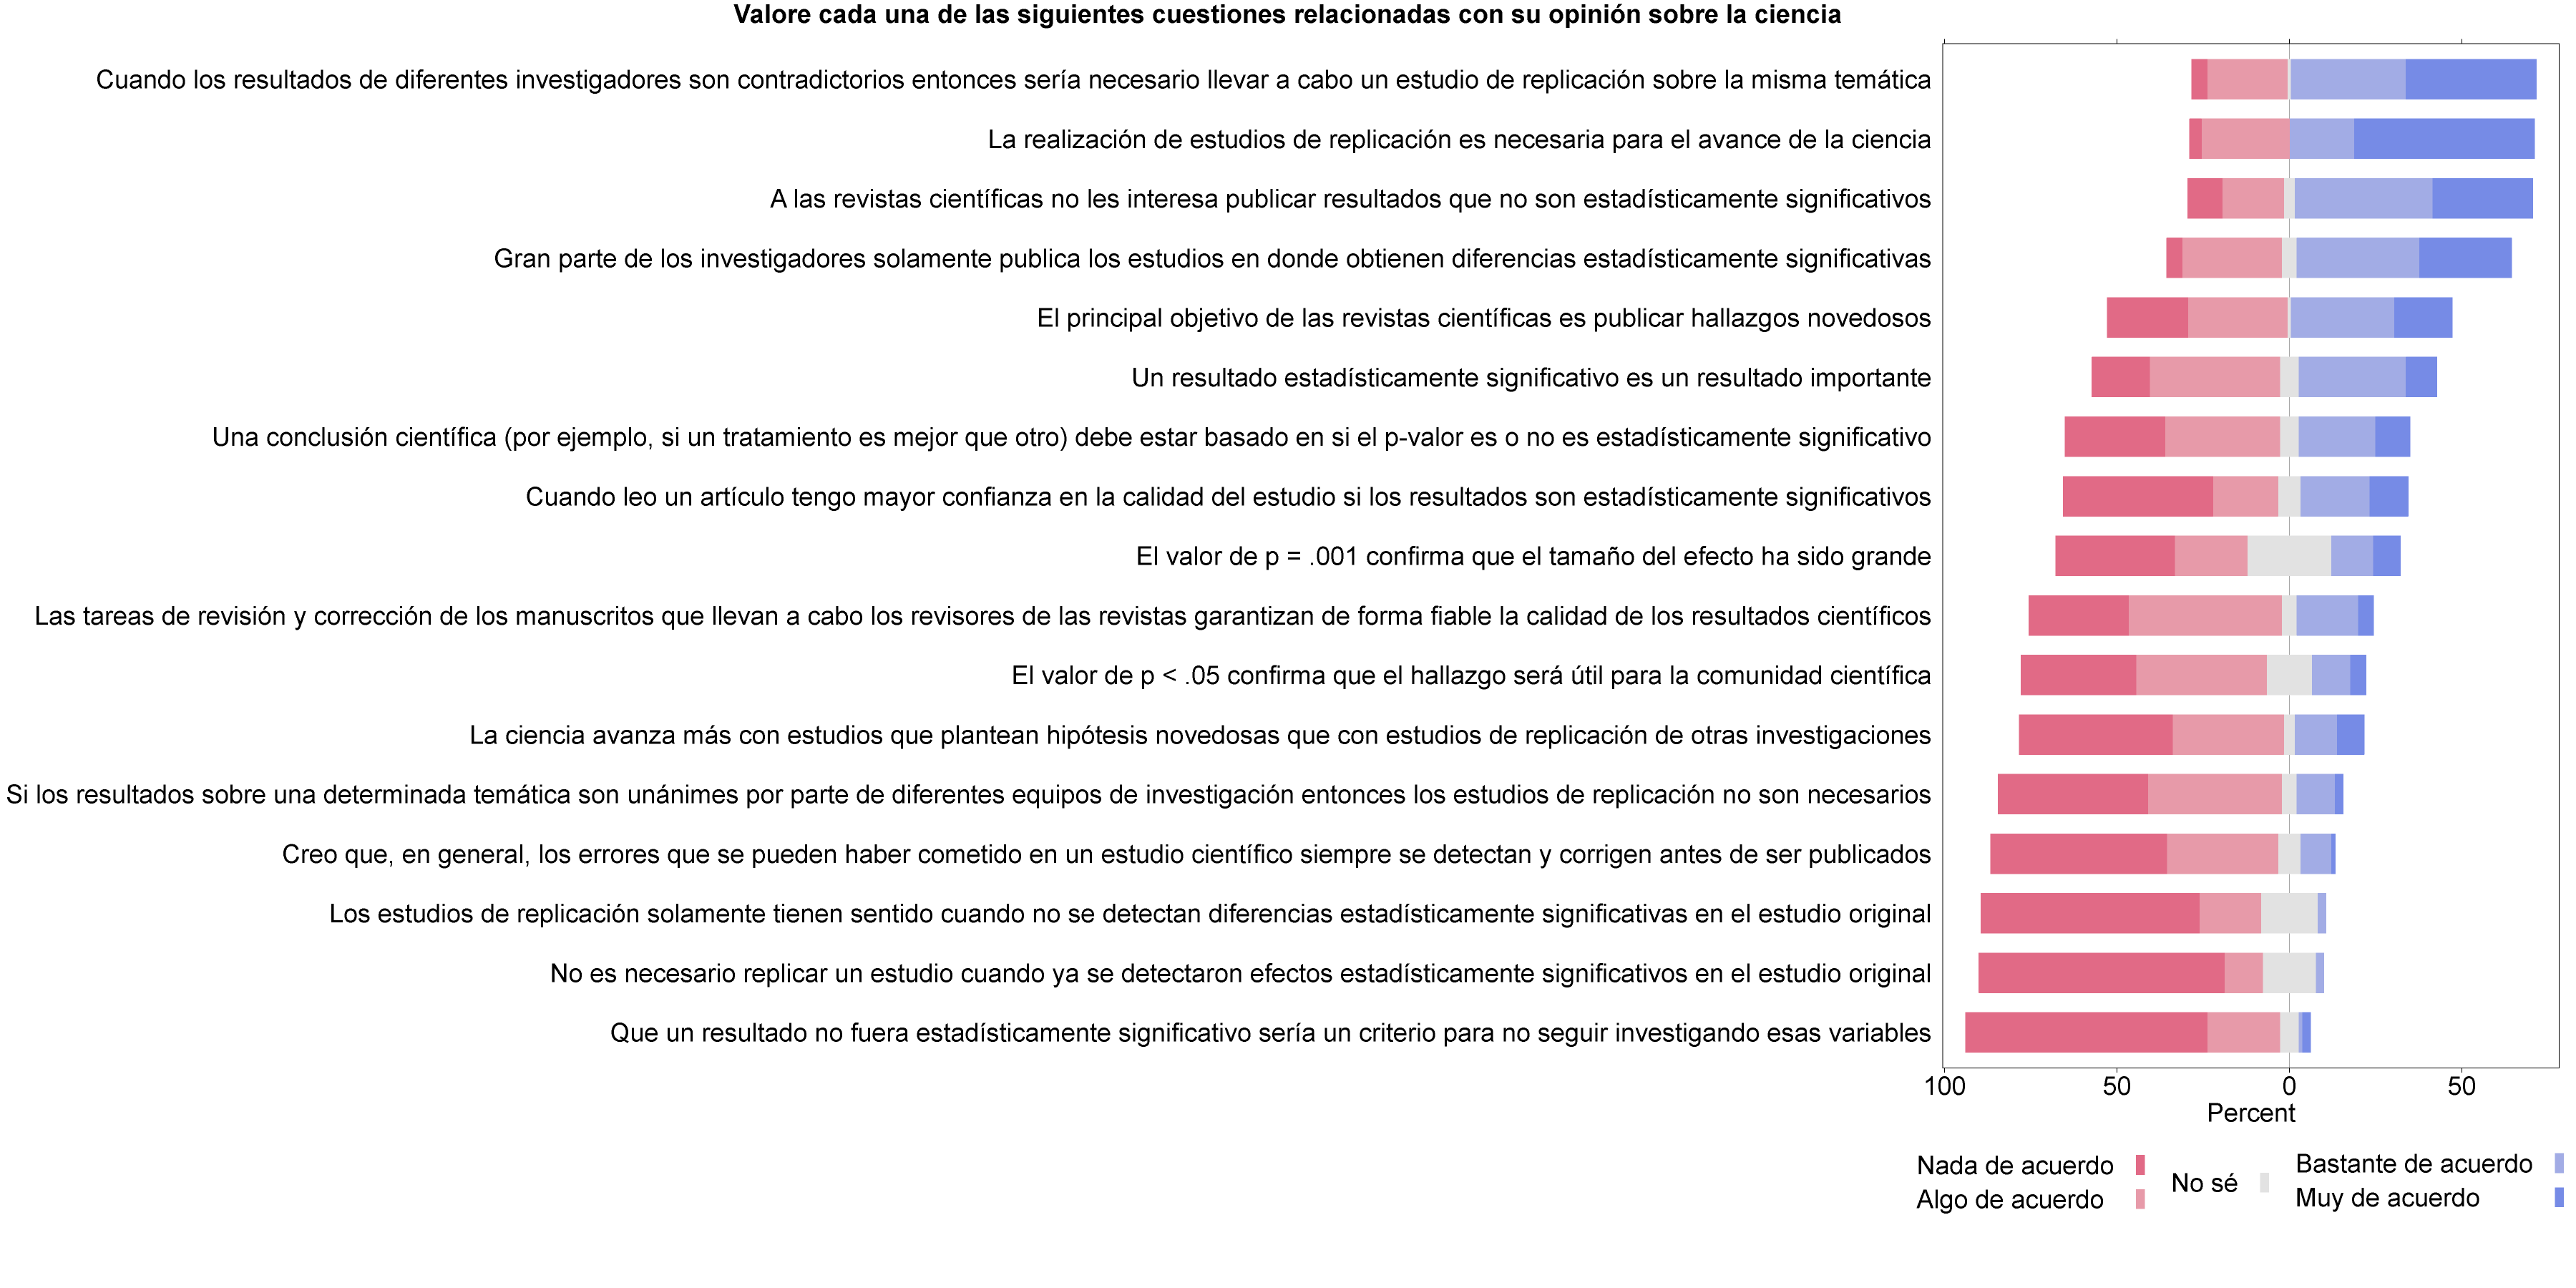 Valore cada una de las siguientes cuestiones relacionadas con su opinión sobre la ciencia
Cuando los resultados de diferentes investigadores son contradictorios entonces sería necesario llevar a cabo un estudio de replicación sobre la misma temática
La realización de estudios de replicación es necesaria para el avance de la ciencia
A las revistas científicas no les interesa publicar resultados que no son estadísticamente significativos
Gran parte de los investigadores solamente publica los estudios en donde obtienen diferencias estadísticamente significativas
El principal objetivo de las revistas científicas es publicar hallazgos novedosos
Un resultado estadísticamente significativo es un resultado importante
Una conclusión científica (por ejemplo, si un tratamiento es mejor que otro) debe estar basado en si el p-valor es o no es estadísticamente significativo
Cuando leo un artículo tengo mayor confianza en la calidad del estudio si los resultados son estadísticamente significativos
El valor de p = .001 confirma que el tamaño del efecto ha sido grande
Las tareas de revisión y corrección de los manuscritos que llevan a cabo los revisores de las revistas garantizan de forma fiable la calidad de los resultados científicos
El valor de p < .05 confirma que el hallazgo será útil para la comunidad científica
La ciencia avanza más con estudios que plantean hipótesis novedosas que con estudios de replicación de otras investigaciones
Si los resultados sobre una determinada temática son unánimes por parte de diferentes equipos de investigación entonces los estudios de replicación no son necesarios
Creo que, en general, los errores que se pueden haber cometido en un estudio científico siempre se detectan y corrigen antes de ser publicados
Los estudios de replicación solamente tienen sentido cuando no se detectan diferencias estadísticamente significativas en el estudio original
No es necesario replicar un estudio cuando ya se detectaron efectos estadísticamente significativos en el estudio original
Que un resultado no fuera estadísticamente significativo sería un criterio para no seguir investigando esas variables
100 50 0 50
Percent
Nada de acuerdo
Algo de acuerdo
No sé
Bastante de acuerdo
Muy de acuerdo